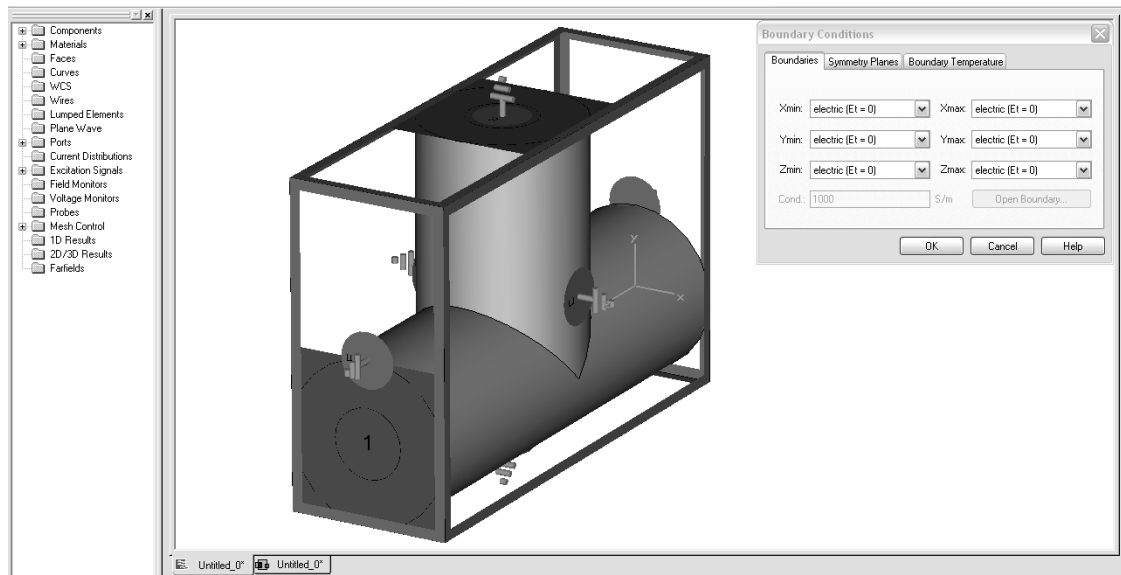 Components
Materials
Faces
Curves
WCS
Wires
Lumped Elements
Plane Wave
Ports
Current Distributions
Excitation Signals
Field Monitors
Voltage Monitors
Probes
Mesh Control
1D Results
2D/3D Results
Farfields
1
y
x
Boundary Conditions
Boundaries Symmetry Planes Boundary Temperature
Xmin: electric (Et = 0) Xmax: electric (Et = 0)
Ymin: electric (Et = 0) Ymax: electric (Et = 0)
Zmin: electric (Et = 0) Zmax: electric (Et = 0)
Cond.: 1000 S/m Open Boundary...
OK Cancel Help
Untitled_0* Untitled_0*